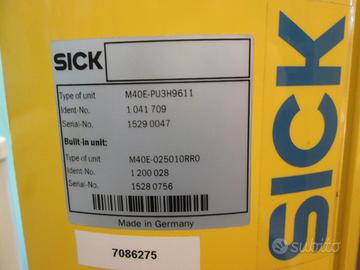 SICK
Type of unit M40E-PU3H9611
Ident-No. 1 041 709
Serial-No. 1529 0047
Built-in unit:
Type of unit M40E-025010RR0
Ident-No. 1 200 028
Serial-No. 1528 0756
Made in Germany
7086275
SICK
subito